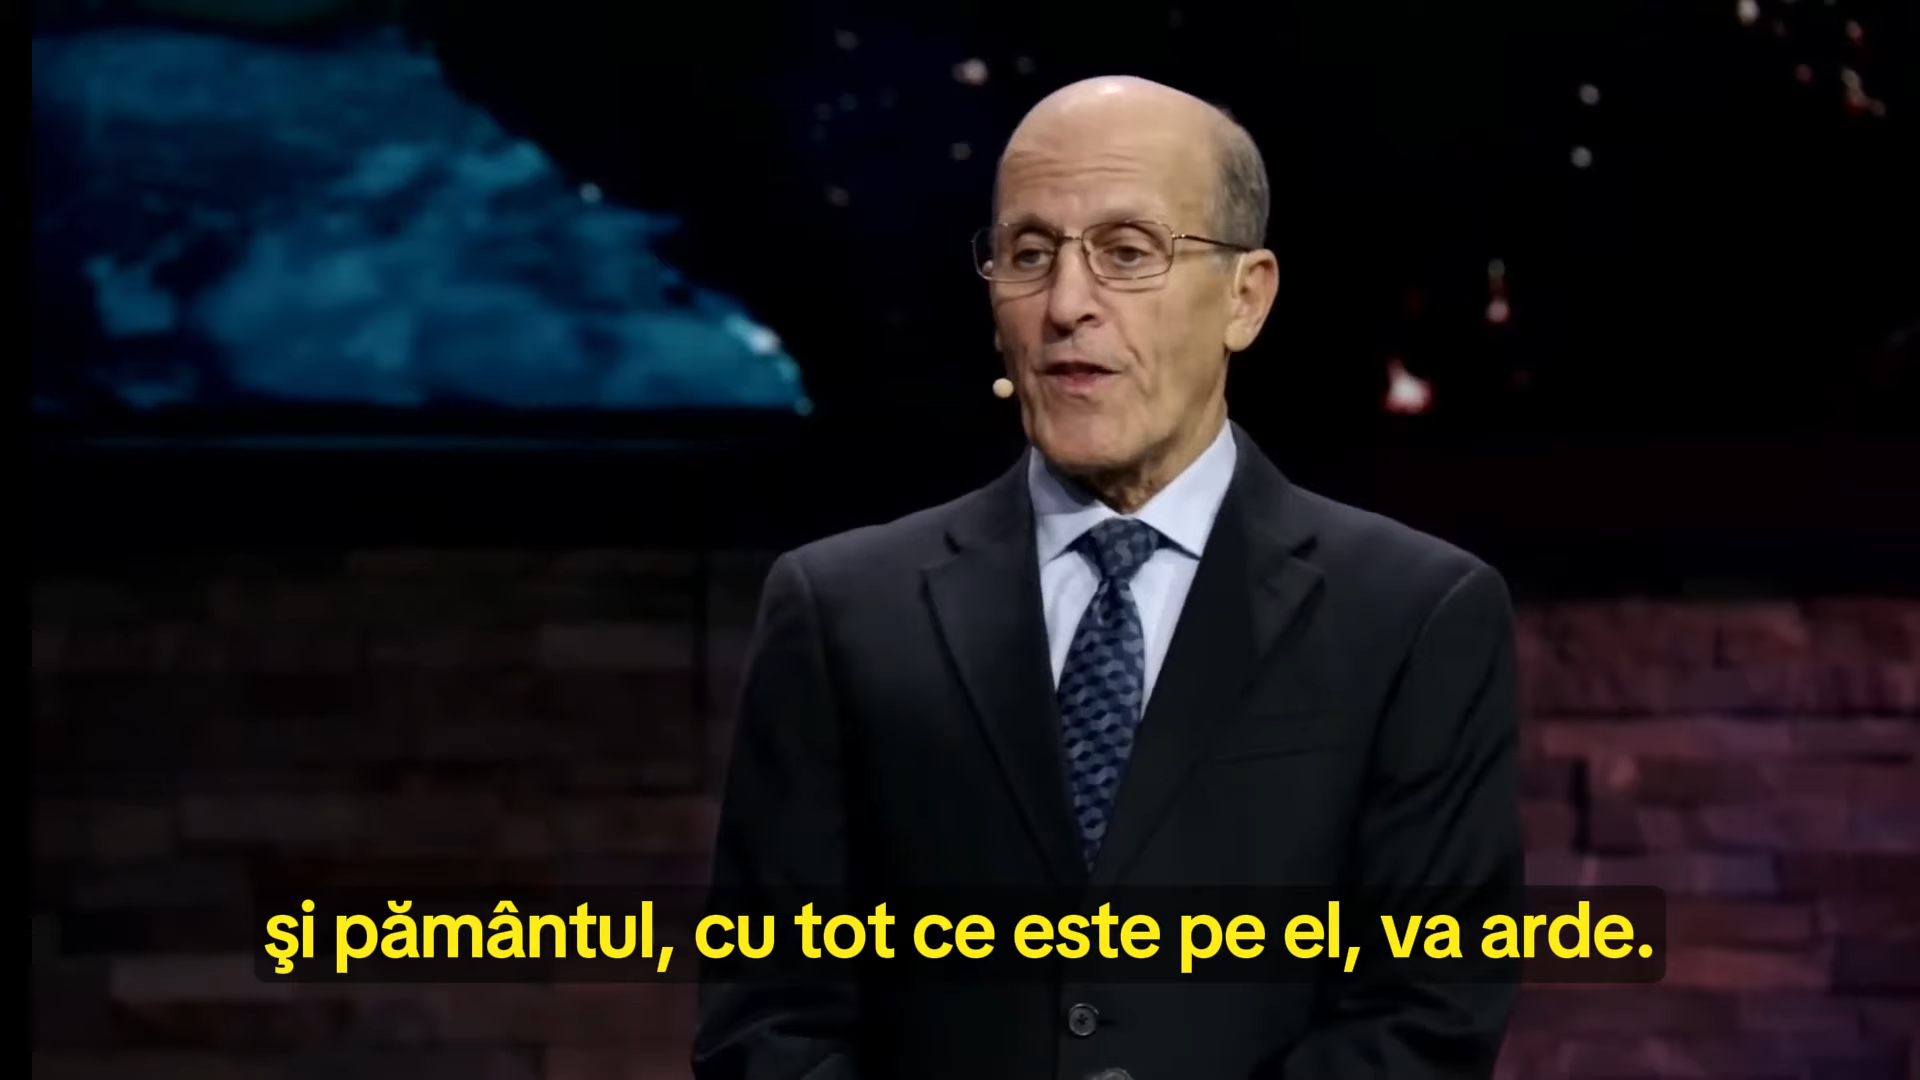 şi pământul, cu tot ce este pe el, va arde.